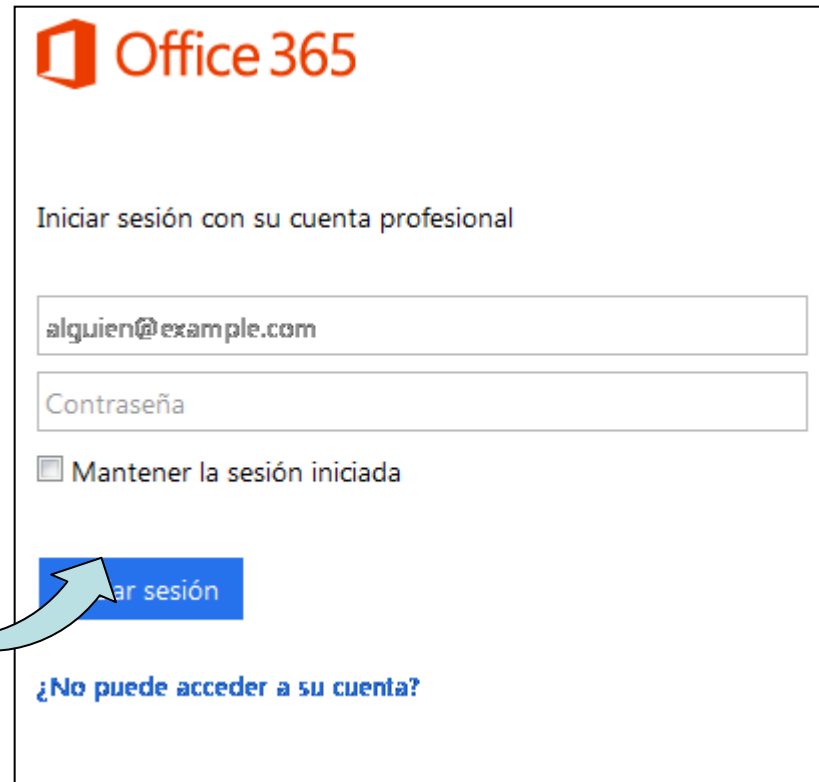 Office 365
Iniciar sesión con su cuenta profesional
alguien@example.com
Contraseña
Mantener la sesión iniciada
sesión
¿No puede acceder a su cuenta?